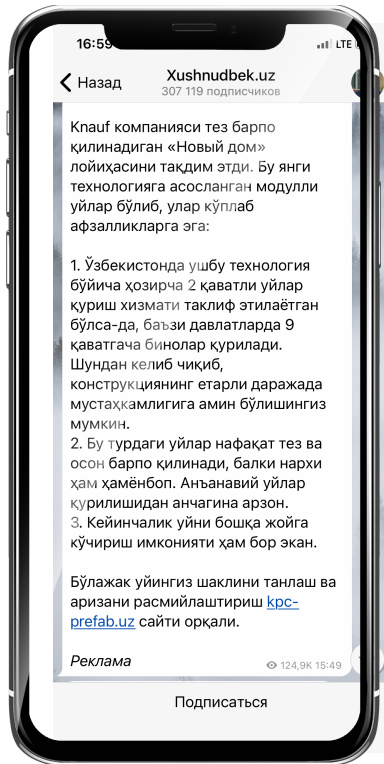 16:59
LTE
Назад
Xushnudbek.uz
307 119 подписчиков
Knauf компанияси тез барпо
қилинадиган «Новый дом»
лойиҳасини тақдим этди. Бу янги
технологияга асосланган модулли
уйлар бўлиб, улар кўплаб
афзалликларга эга:
1. Ўзбекистонда ушбу технология
бўйича ҳозирча 2 қаватли уйлар
қуриш хизмати таклиф этилаётган
бўлса-да, баъзи давлатларда 9
қаватгача бинолар қурилади.
Шундан келиб чиқиб,
конструкциянинг етарли даражада
мустаҳкамлигига амин бўлишингиз
мумкин.
2. Бу турдаги уйлар нафақат тез ва
осон барпо қилинади, балки нархи
ҳам ҳамёнбоп. Анъанавий уйлар
қурилишидан анчагина арзон.
3. Кейинчалик уйни бошқа жойга
кўчириш имконияти ҳам бор экан.
Бўлажак уйингиз шаклини танлаш ва
аризани расмийлаштириш kpc-
prefab.uz сайти орқали.
Реклама
124,9K 15:49
Подписаться